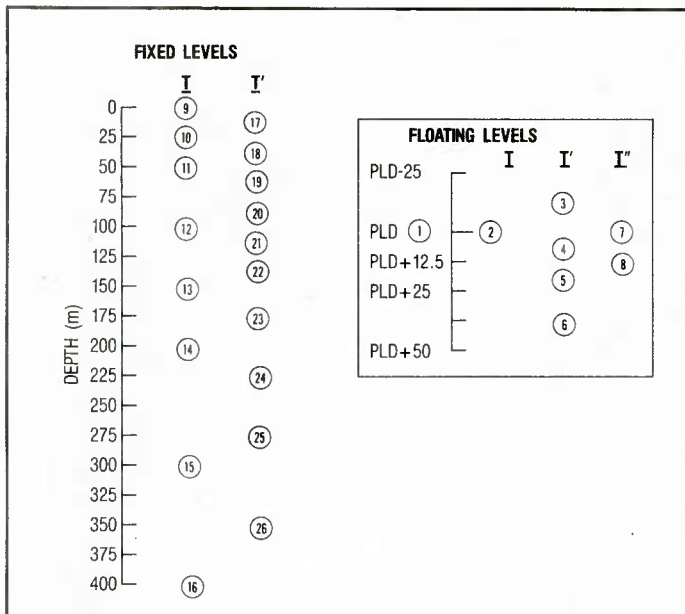 FIXED LEVELS
T T′
0 9
17
25 10
18
50 11
19
75
20
100 12
21
125
22
150 13
175 23
200 14
225 24
250
275 25
300 15
325
350 26
375
400 16
DEPTH (m)
FLOATING LEVELS
I I′ I″
PLD-25
3
PLD 1 2 7
4
PLD+12.5 8
5
PLD+25
6
PLD+50